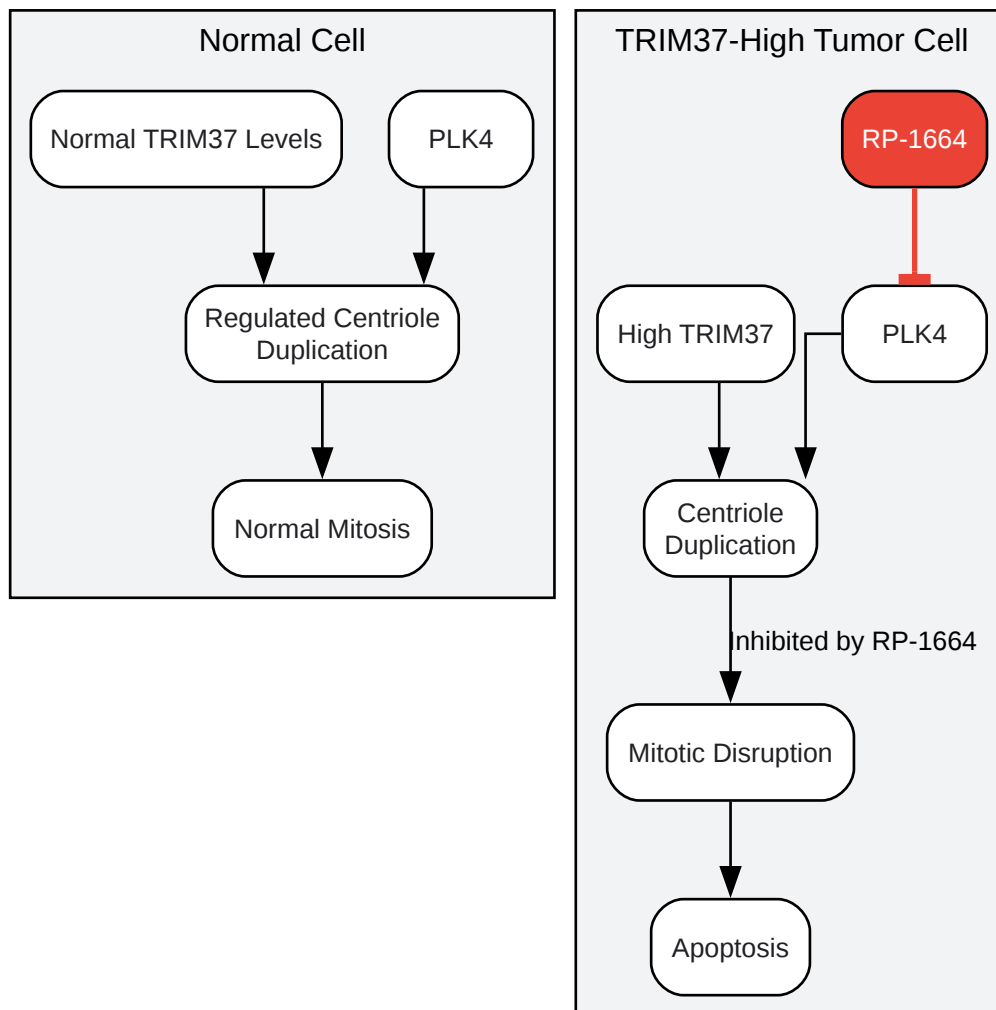 Normal Cell
Normal TRIM37 Levels
PLK4
Regulated Centriole
Duplication
Normal Mitosis
TRIM37-High Tumor Cell
RP-1664
High TRIM37
PLK4
Centriole
Duplication
Inhibited by RP-1664
Mitotic Disruption
Apoptosis